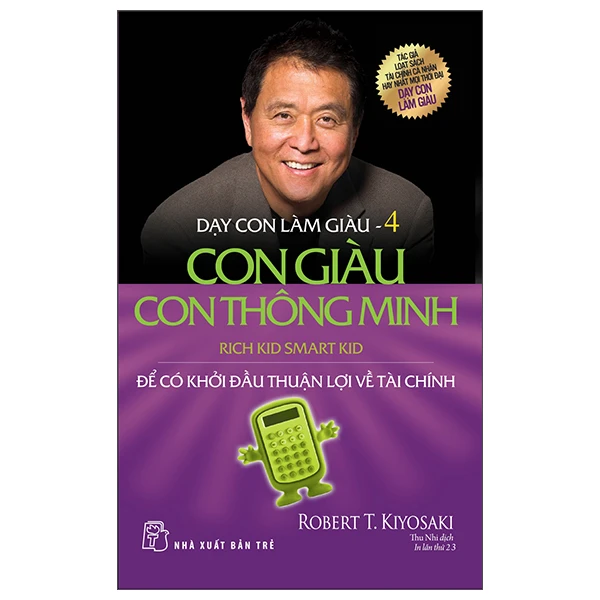 TÁC GIẢ
LOẠT SÁCH
TÀI CHÍNH CÁ NHÂN
HAY NHẤT MỌI THỜI ĐẠI
DẠY CON
LÀM GIÀU
DẠY CON LÀM GIÀU - 4
CON GIÀU
CON THÔNG MINH
RICH KID SMART KID
ĐỂ CÓ KHỞI ĐẦU THUẬN LỢI VỀ TÀI CHÍNH
ROBERT T. KIYOSAKI
Thu Nhi dịch
In lần thứ 23
NHÀ XUẤT BẢN TRẺ